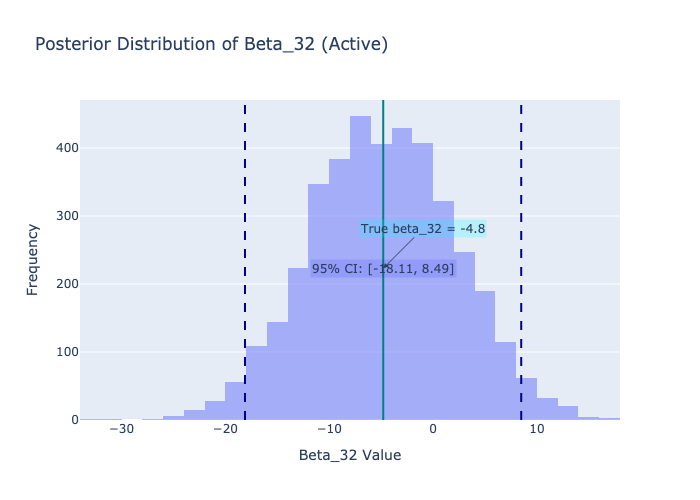 Posterior Distribution of Beta_32 (Active)
Frequency
400
300
200
100
0
True beta_32 = -4.8
95% CI: [-18.11, 8.49]
−30
−20
−10
0
10
Beta_32 Value